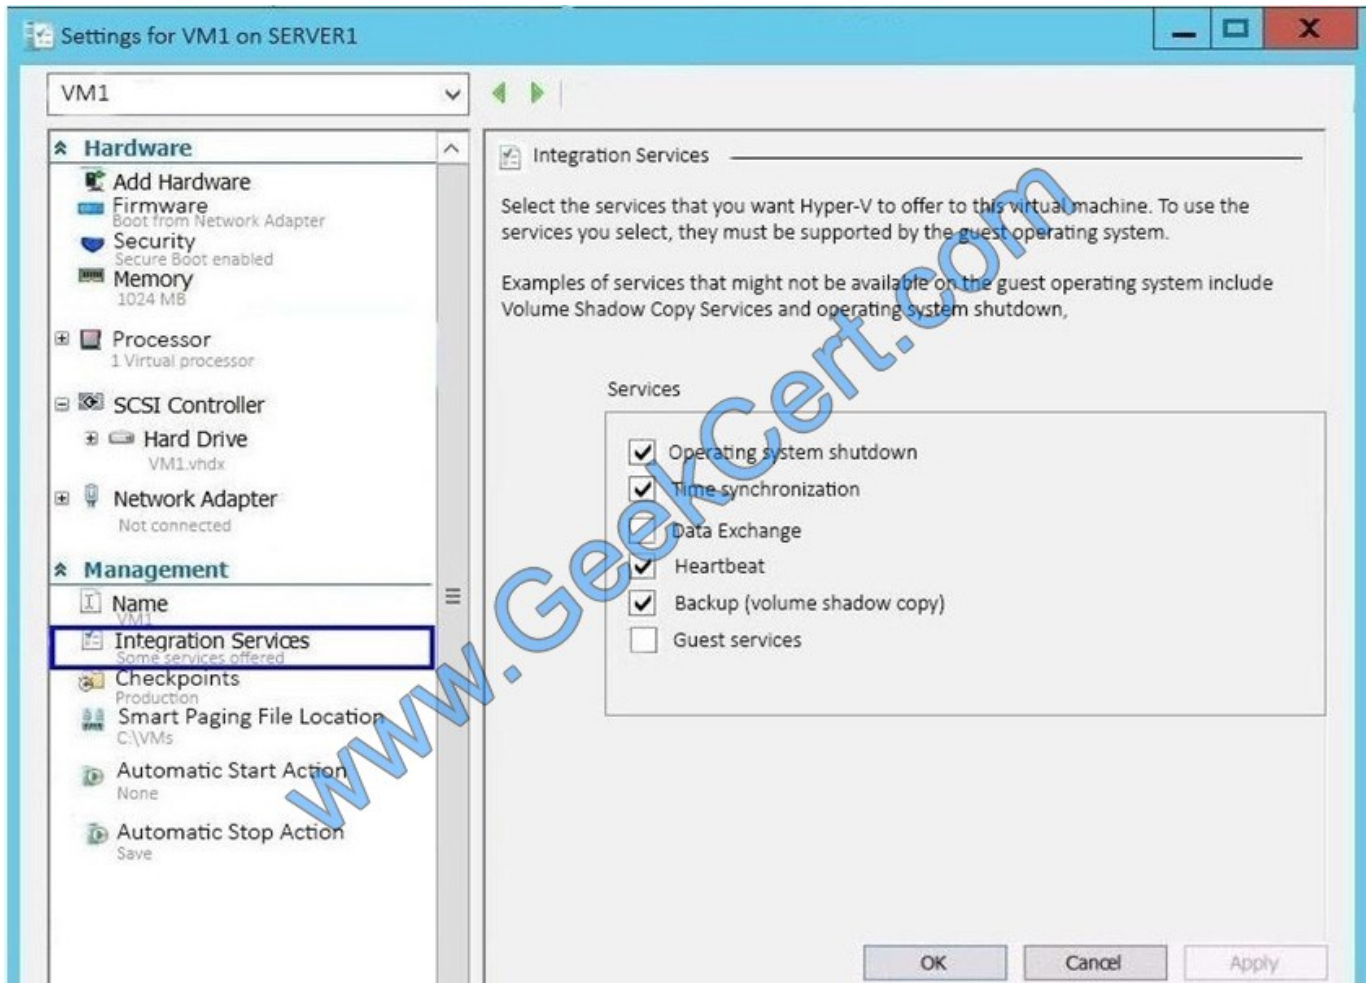 Settings for VM1 on SERVER1
X
VM1
Hardware
Add Hardware
Firmware
Boot from Network Adapter
Security
Secure Boot enabled
Memory
1024 MB
Processor
1 Virtual processor
SCSI Controller
Hard Drive
VM1.vhdx
Network Adapter
Not connected
Management
Name
VM1
Integration Services
Some services offered
Checkpoints
Production
Smart Paging File Location
C:\VMs
Automatic Start Action
None
Automatic Stop Action
Save
Integration Services
Select the services that you want Hyper-V to offer to this virtual machine. To use the
services you select, they must be supported by the guest operating system.
Examples of services that might not be available on the guest operating system include
Volume Shadow Copy Services and operating system shutdown,
Services
Operating system shutdown
Time synchronization
Data Exchange
Heartbeat
Backup (volume shadow copy)
Guest services
OK
Cancel
Apply
www.GeekCert.com